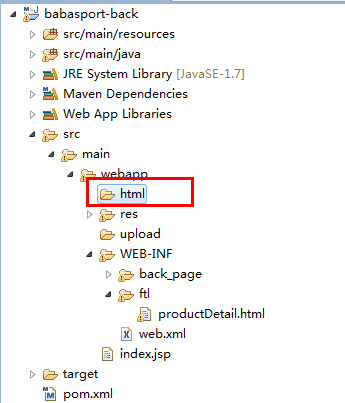 babasport-back
src/main/resources
src/main/java
JRE System Library [JavaSE-1.7]
Maven Dependencies
Web App Libraries
src
main
webapp
html
res
upload
WEB-INF
back_page
ftl
productDetail.html
web.xml
index.jsp
target
pom.xml